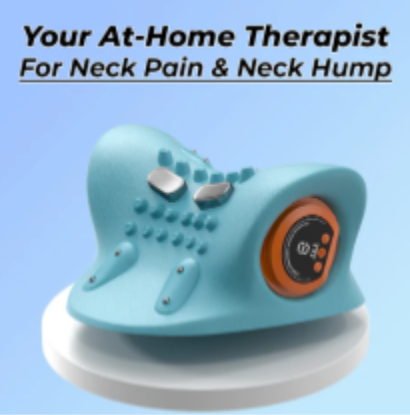 Your At-Home Therapist
For Neck Pain & Neck Hump